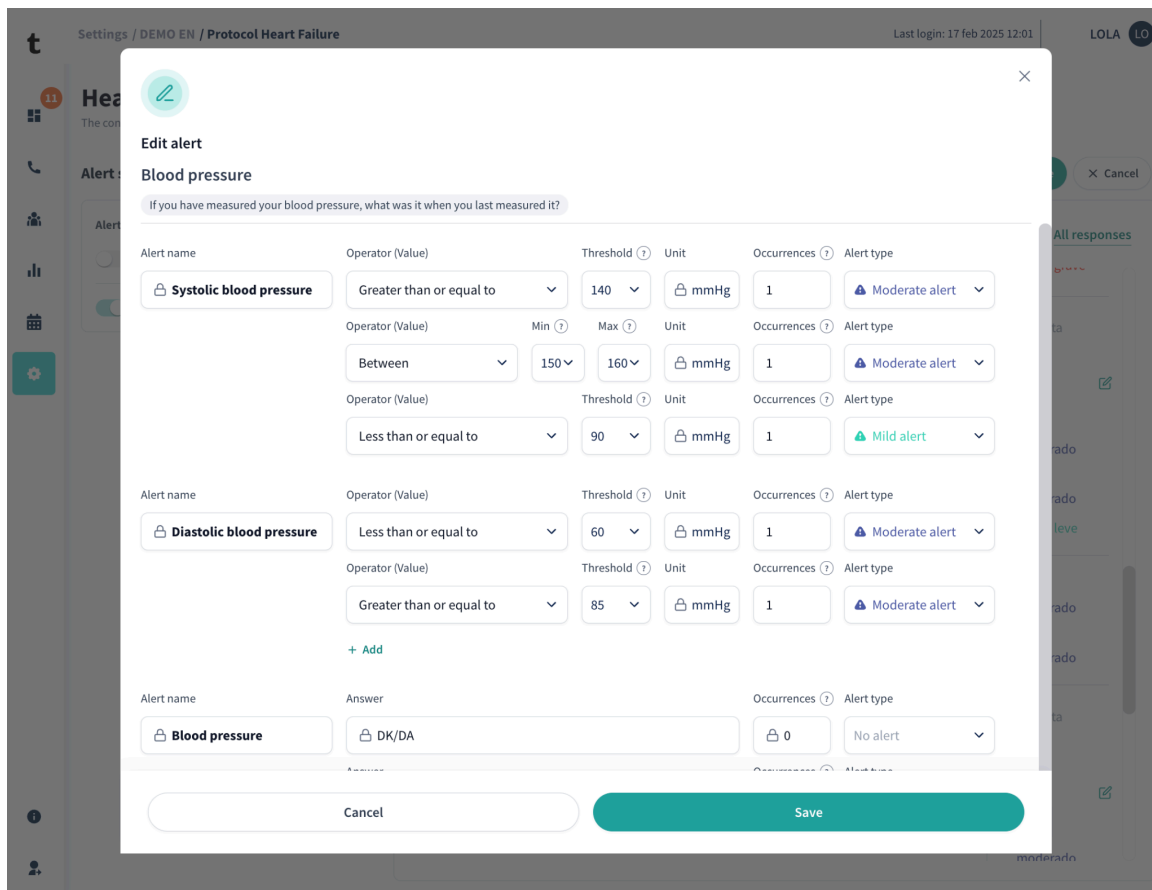 t
Settings / DEMO EN / Protocol Heart Failure
Last login: 17 feb 2025 12:01
LOLA
LO
11
Hea
The con
Alert s
Cancel
Alert
All responses
Edit alert
Blood pressure
If you have measured your blood pressure, what was it when you last measured it?
Alert name Operator (Value) Threshold ? Unit Occurrences ? Alert type
Systolic blood pressure Greater than or equal to 140 mmHg 1 Moderate alert
Operator (Value) Min ? Max ? Unit Occurrences ? Alert type
Between 150 160 mmHg 1 Moderate alert
Operator (Value) Threshold ? Unit Occurrences ? Alert type
Less than or equal to 90 mmHg 1 Mild alert
Alert name Operator (Value) Threshold ? Unit Occurrences ? Alert type
Diastolic blood pressure Less than or equal to 60 mmHg 1 Moderate alert
Operator (Value) Threshold ? Unit Occurrences ? Alert type
Greater than or equal to 85 mmHg 1 Moderate alert
+ Add
Alert name Answer Occurrences ? Alert type
Blood pressure DK/DA 0 No alert
Cancel Save
ta
rado
rado
leve
rado
rado
ta
moderado